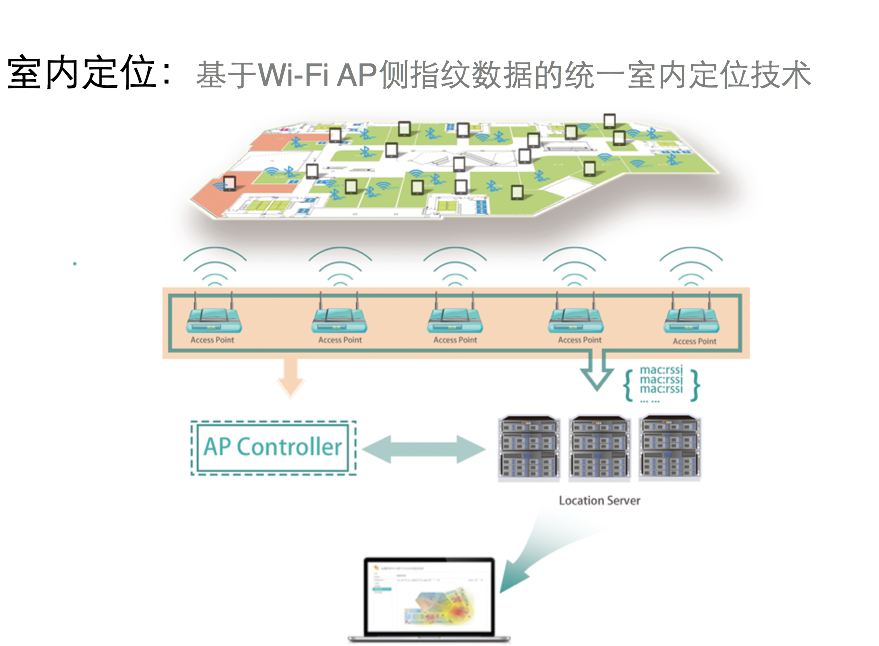 室内定位：基于Wi-Fi AP侧指纹数据的统一室内定位技术
Access Point
Access Point
Access Point
Access Point
Access Point
mac:rssi
mac:rssi
mac:rssi
... ...
AP Controller
Location Server